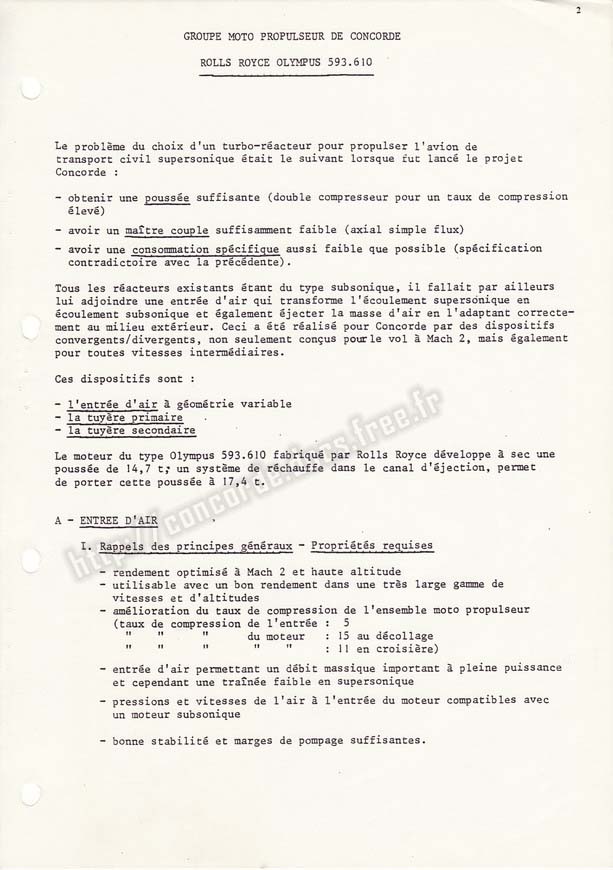 2
GROUPE MOTO PROPULSEUR DE CONCORDE
ROLLS ROYCE OLYMPUS 593.610
Le problème du choix d'un turbo-réacteur pour propulser l'avion de
transport civil supersonique était le suivant lorsque fut lancé le projet
Concorde :
- obtenir une poussée suffisante (double compresseur pour un taux de compression
élevé)
- avoir un maître couple suffisamment faible (axial simple flux)
- avoir une consommation spécifique aussi faible que possible (spécification
contradictoire avec la précédente).
Tous les réacteurs existants étant du type subsonique, il fallait par ailleurs
lui adjoindre une entrée d'air qui transforme l'écoulement supersonique en
écoulement subsonique et également éjecter la masse d'air en l'adaptant correcte-
ment au milieu extérieur. Ceci a été réalisé pour Concorde par des dispositifs
convergents/divergents, non seulement conçus pour le vol à Mach 2, mais également
pour toutes vitesses intermédiaires.
Ces dispositifs sont :
- l'entrée d'air à géométrie variable
- la tuyère primaire
- la tuyère secondaire
Le moteur du type Olympus 593.610 fabriqué par Rolls Royce développe à sec une
poussée de 14,7 t; un système de réchauffe dans le canal d'éjection, permet
de porter cette poussée à 17,4 t.
A - ENTREE D'AIR
I. Rappels des principes généraux - Propriétés requises
- rendement optimisé à Mach 2 et haute altitude
- utilisable avec un bon rendement dans une très large gamme de
vitesses et d'altitudes
- amélioration du taux de compression de l'ensemble moto propulseur
(taux de compression de l'entrée : 5
" " " du moteur : 15 au décollage
" " " " " : 11 en croisière)
- entrée d'air permettant un débit massique important à pleine puissance
et cependant une traînée faible en supersonique
- pressions et vitesses de l'air à l'entrée du moteur compatibles avec
un moteur subsonique
- bonne stabilité et marges de pompage suffisantes.